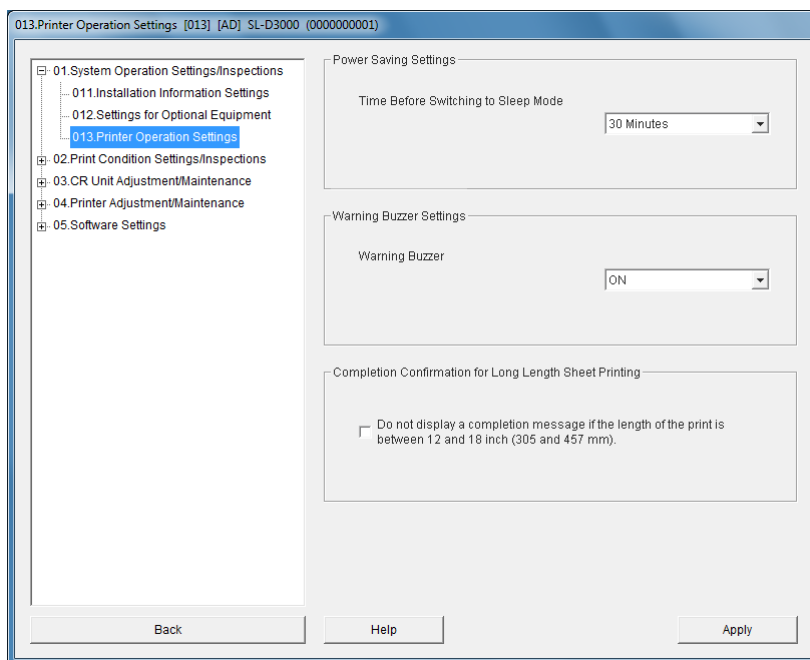 013.Printer Operation Settings [013] [AD] SL-D3000 (0000000001)
01.System Operation Settings/Inspections
011.Installation Information Settings
012.Settings for Optional Equipment
013.Printer Operation Settings
02.Print Condition Settings/Inspections
03.CR Unit Adjustment/Maintenance
04.Printer Adjustment/Maintenance
05.Software Settings
Power Saving Settings
Time Before Switching to Sleep Mode
30 Minutes
Warning Buzzer Settings
Warning Buzzer
ON
Completion Confirmation for Long Length Sheet Printing
Do not display a completion message if the length of the print is
between 12 and 18 inch (305 and 457 mm).
Back
Help
Apply